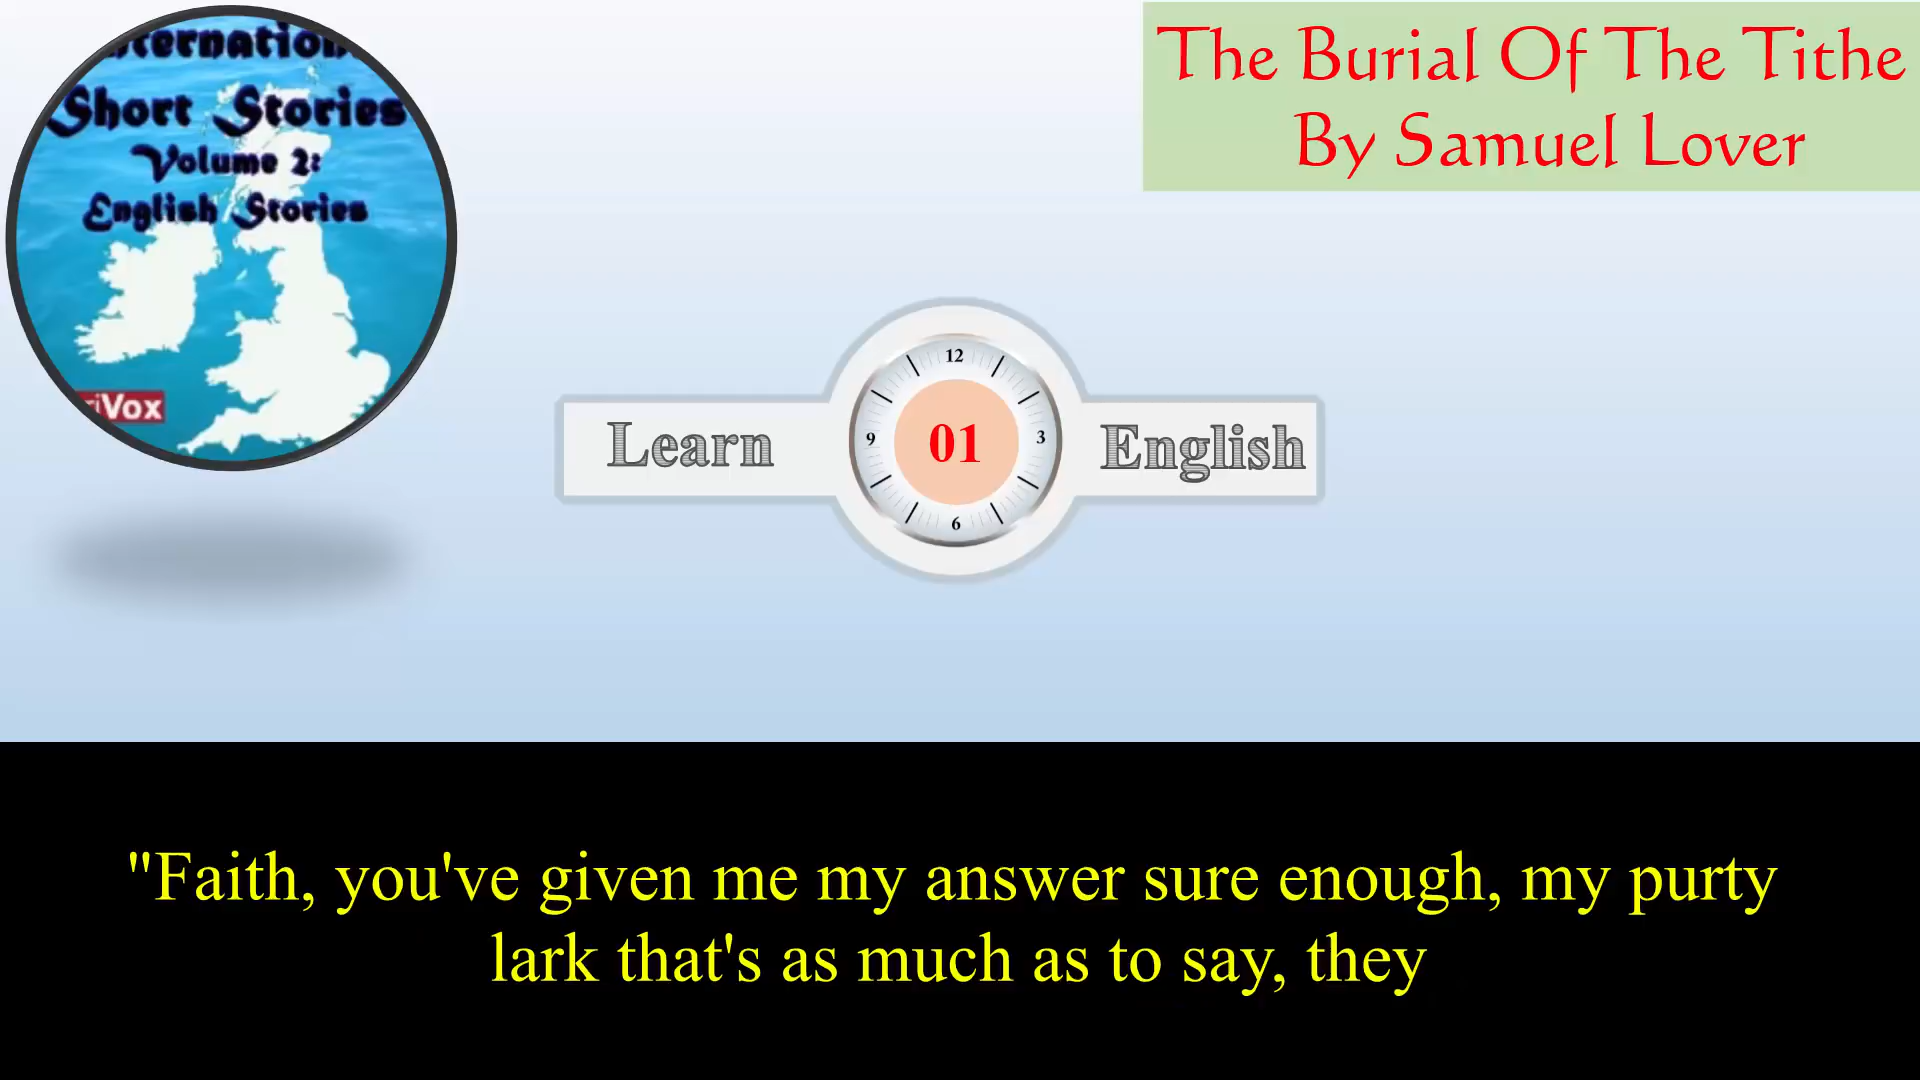 Short Stories
Volume 2:
English Stories
Vox
The Burial Of The Tithe
By Samuel Lover
Learn
12
9
01
3
6
English
"Faith, you've given me my answer sure enough, my purty
lark that's as much as to say, they